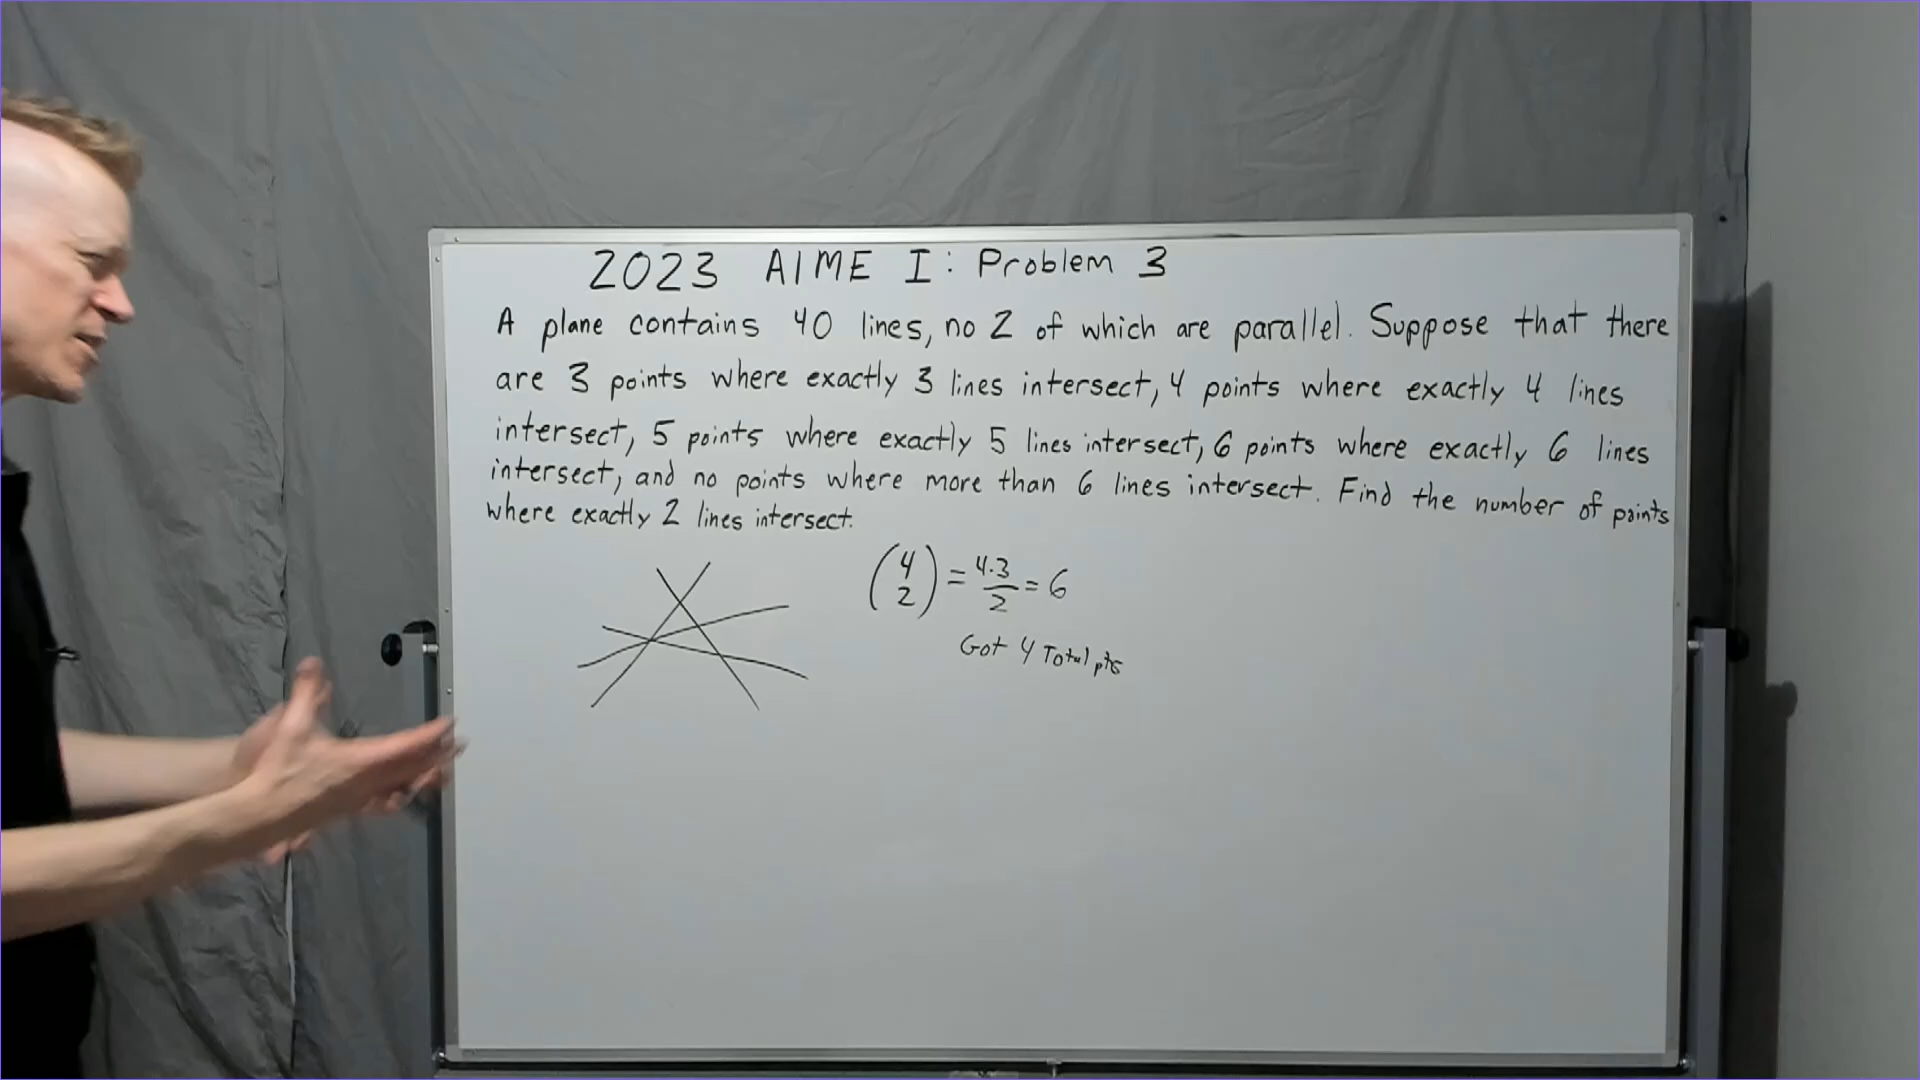 2023 AIME I: Problem 3
A plane contains 40 lines, no 2 of which are parallel. Suppose that there
are 3 points where exactly 3 lines intersect, 4 points where exactly 4 lines
intersect, 5 points where exactly 5 lines intersect, 6 points where exactly 6 lines
intersect, and no points where more than 6 lines intersect. Find the number of points
where exactly 2 lines intersect.
(4 2) = 4·3/2 = 6
Got 4 Total pts